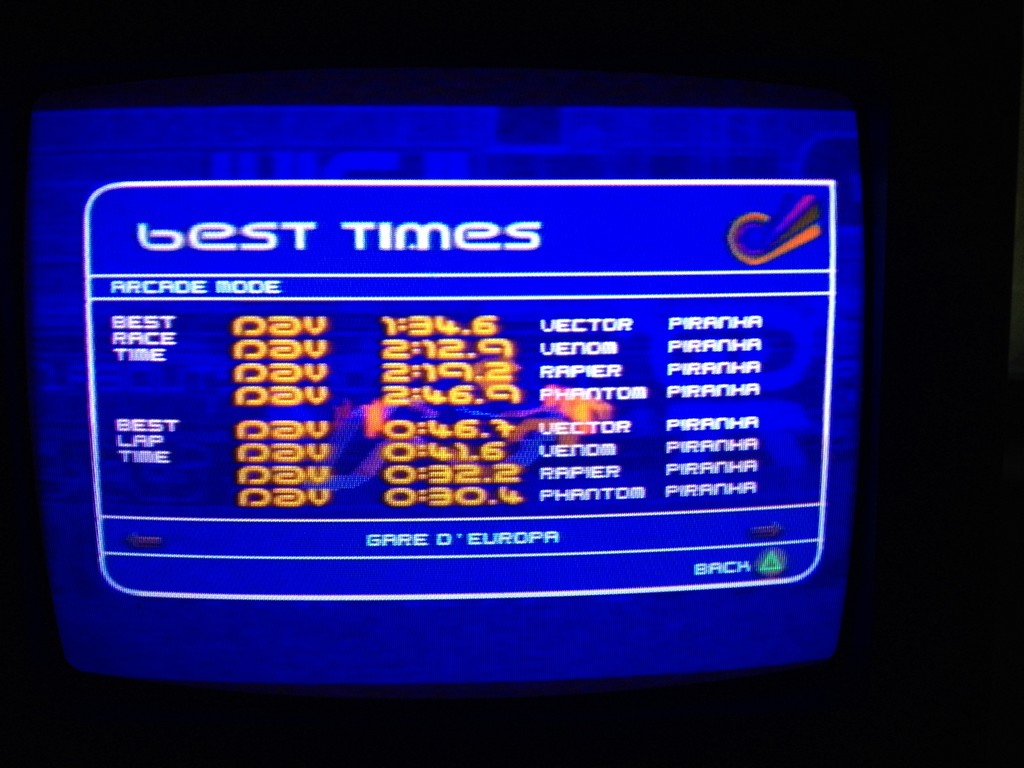 BEST TIMES
ARCADE MODE
BEST RACE TIME
DAV 1:34.6 VECTOR PIRANHA
DAV 2:12.9 VENOM PIRANHA
DAV 2:19.2 RAPIER PIRANHA
DAV 2:46.9 PHANTOM PIRANHA
BEST LAP TIME
DAV 0:46.7 VECTOR PIRANHA
DAV 0:41.6 VENOM PIRANHA
DAV 0:32.2 RAPIER PIRANHA
DAV 0:30.4 PHANTOM PIRANHA
GARE D'EUROPA
BACK